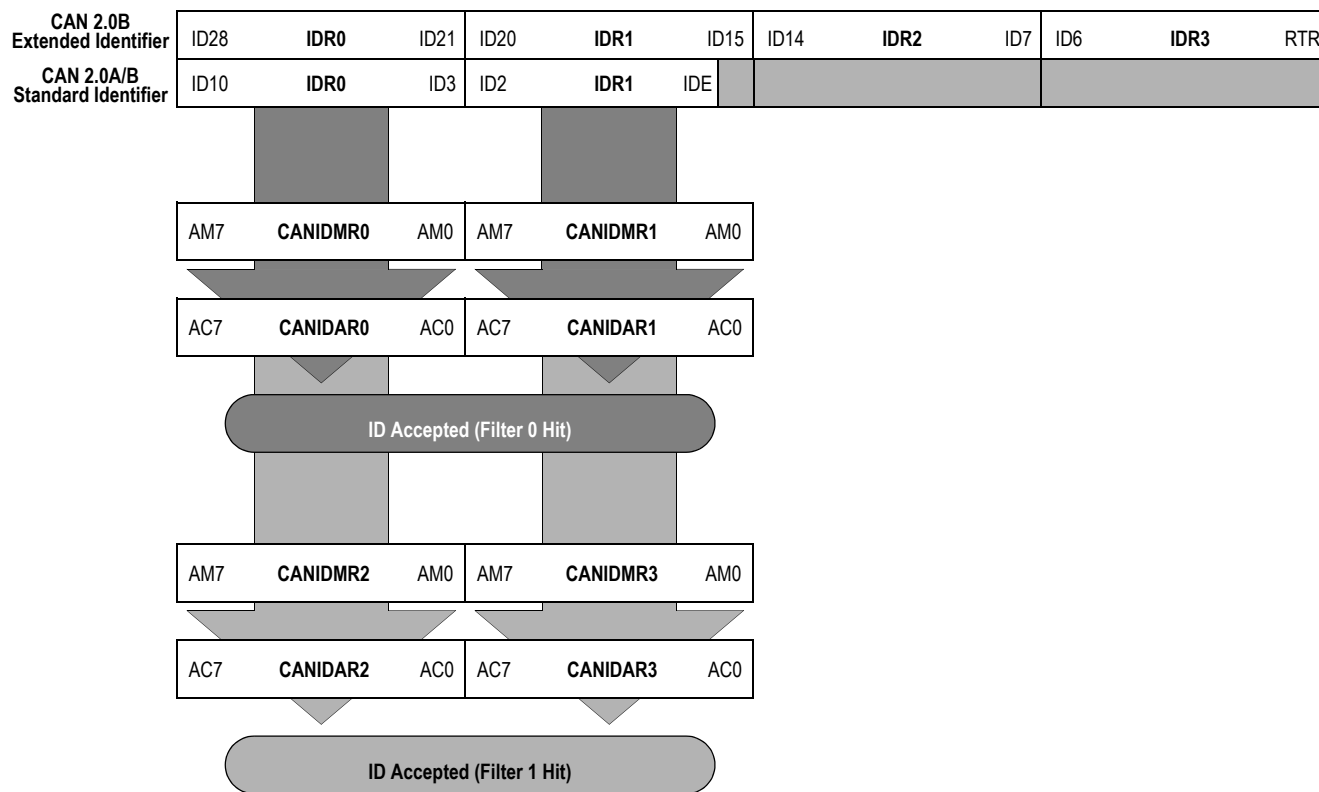 CAN 2.0B
Extended Identifier
ID28 IDR0 ID21 ID20 IDR1 ID15 ID14 IDR2 ID7 ID6 IDR3 RTR
CAN 2.0A/B
Standard Identifier
ID10 IDR0 ID3 ID2 IDR1 IDE
AM7 CANIDMR0 AM0 AM7 CANIDMR1 AM0
AC7 CANIDAR0 AC0 AC7 CANIDAR1 AC0
ID Accepted (Filter 0 Hit)
AM7 CANIDMR2 AM0 AM7 CANIDMR3 AM0
AC7 CANIDAR2 AC0 AC7 CANIDAR3 AC0
ID Accepted (Filter 1 Hit)